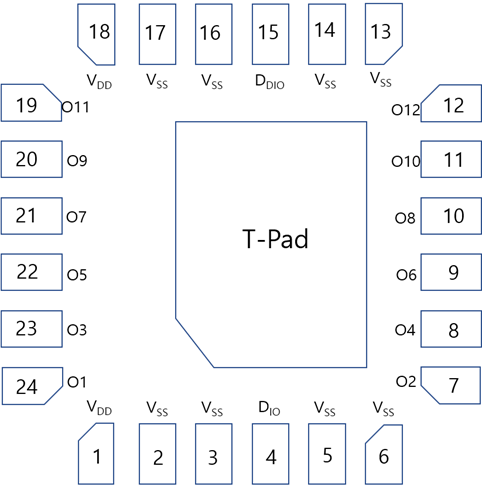 18 17 16 15 14 13
VDD VSS VSS DDIO VSS VSS
19 O11 O12 12
20 O9 O10 11
T-Pad
21 O7 O8 10
22 O5 O6 9
23 O3 O4 8
24 O1 O2 7
VDD VSS VSS DIO VSS VSS
1 2 3 4 5 6